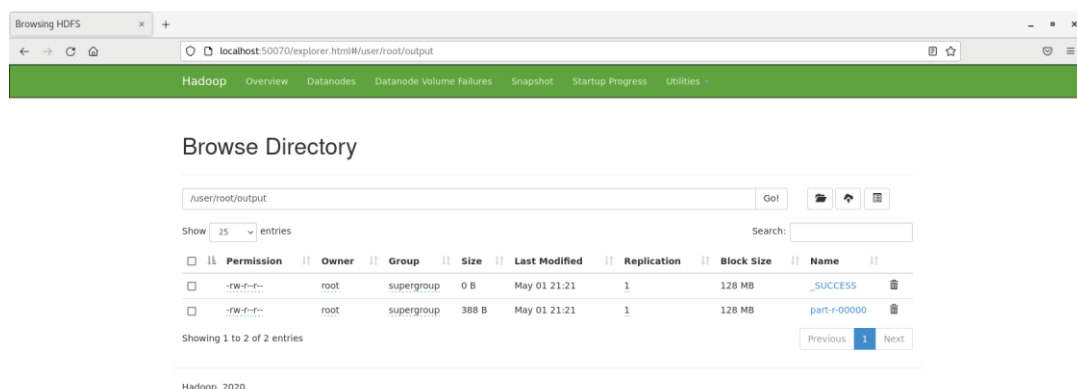 Browsing HDFS
localhost:50070/explorer.html#/user/root/output
Hadoop Overview Datanodes Datanode Volume Failures Snapshot Startup Progress Utilities
Browse Directory
/user/root/output Go!
Show 25 entries Search:
Permission Owner Group Size Last Modified Replication Block Size Name
-rw-r--r-- root supergroup 0 B May 01 21:21 1 128 MB _SUCCESS
-rw-r--r-- root supergroup 388 B May 01 21:21 1 128 MB part-r-00000
Showing 1 to 2 of 2 entries Previous 1 Next
Hadoop, 2020.